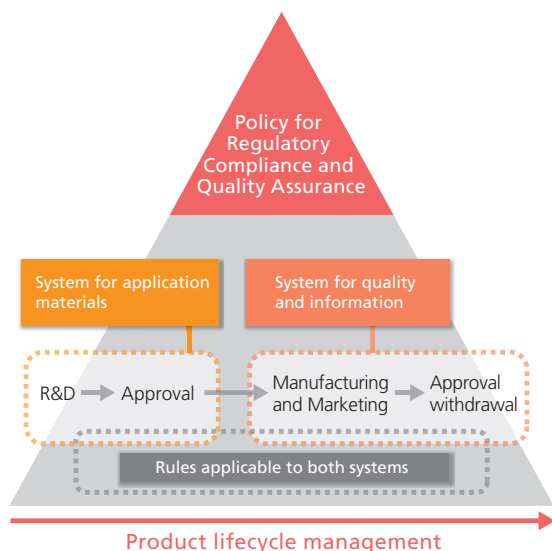 Policy for
Regulatory
Compliance and
Quality Assurance
System for application
materials
System for quality
and information
R&D
Approval
Manufacturing
and Marketing
Approval
withdrawal
Rules applicable to both systems
Product lifecycle management